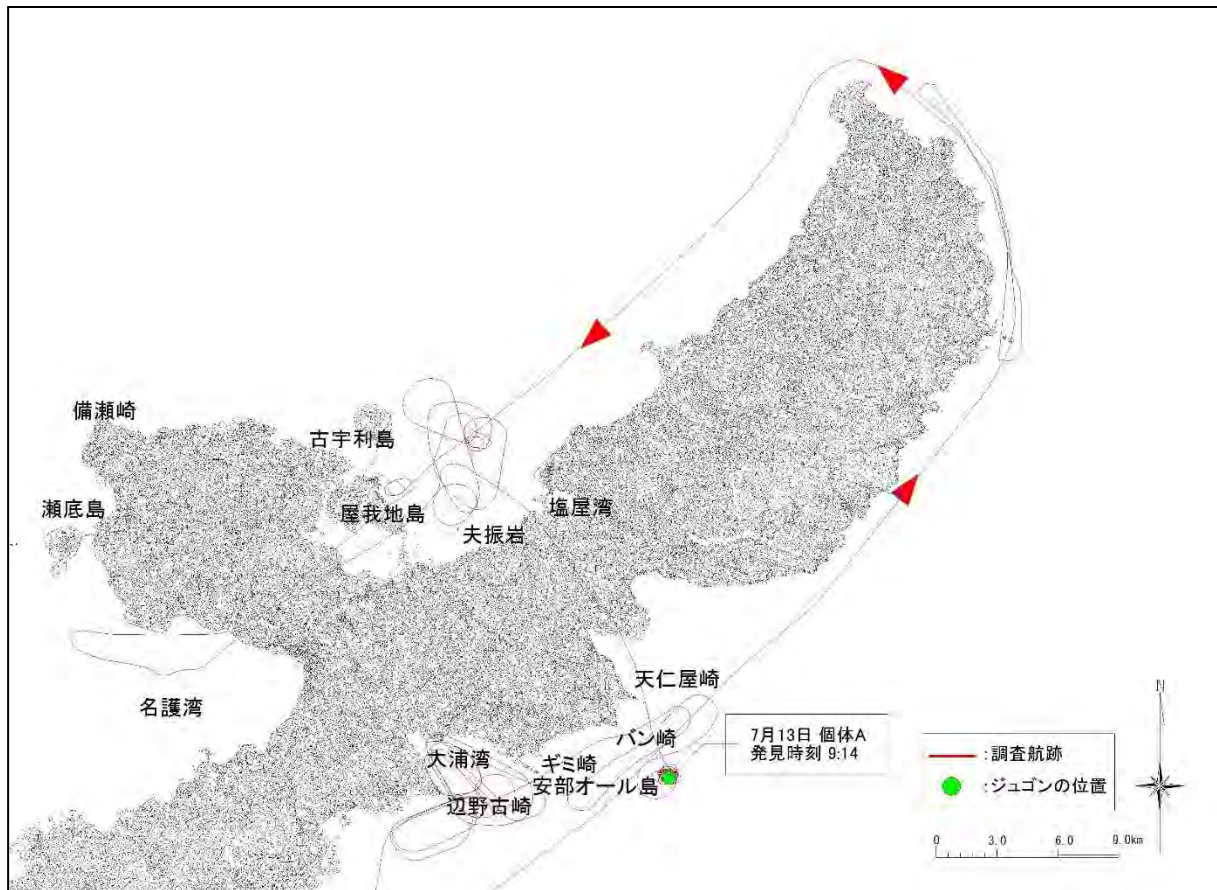 備瀬崎
古宇利島
瀬底島
屋我地島
塩屋湾
夫振岩
名護湾
天仁屋崎
バン崎
7月13日 個体A
発見時刻 9:14
大浦湾
ギミ崎
安部オール島
辺野古崎
N
:調査航跡
:ジュゴンの位置
0 3.0 6.0 9.0km